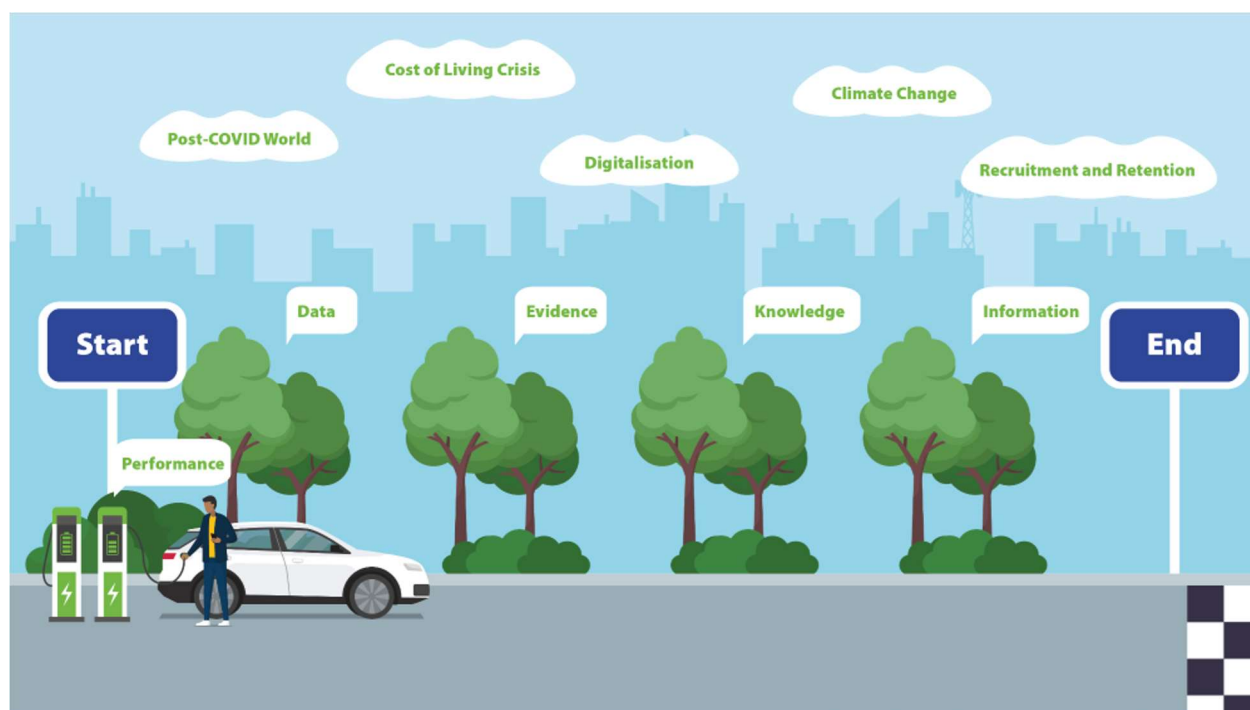 Cost of Living Crisis
Climate Change
Post-COVID World
Digitalisation
Recruitment and Retention
Data
Evidence
Knowledge
Information
Start
End
Performance